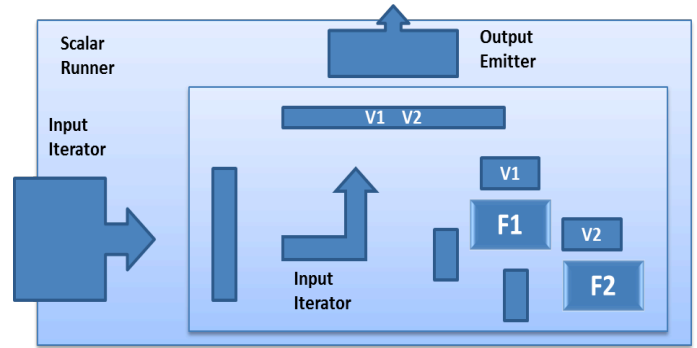 Scalar
Runner
Output
Emitter
Input
Iterator
V1 V2
V1
F1
V2
F2
Input
Iterator